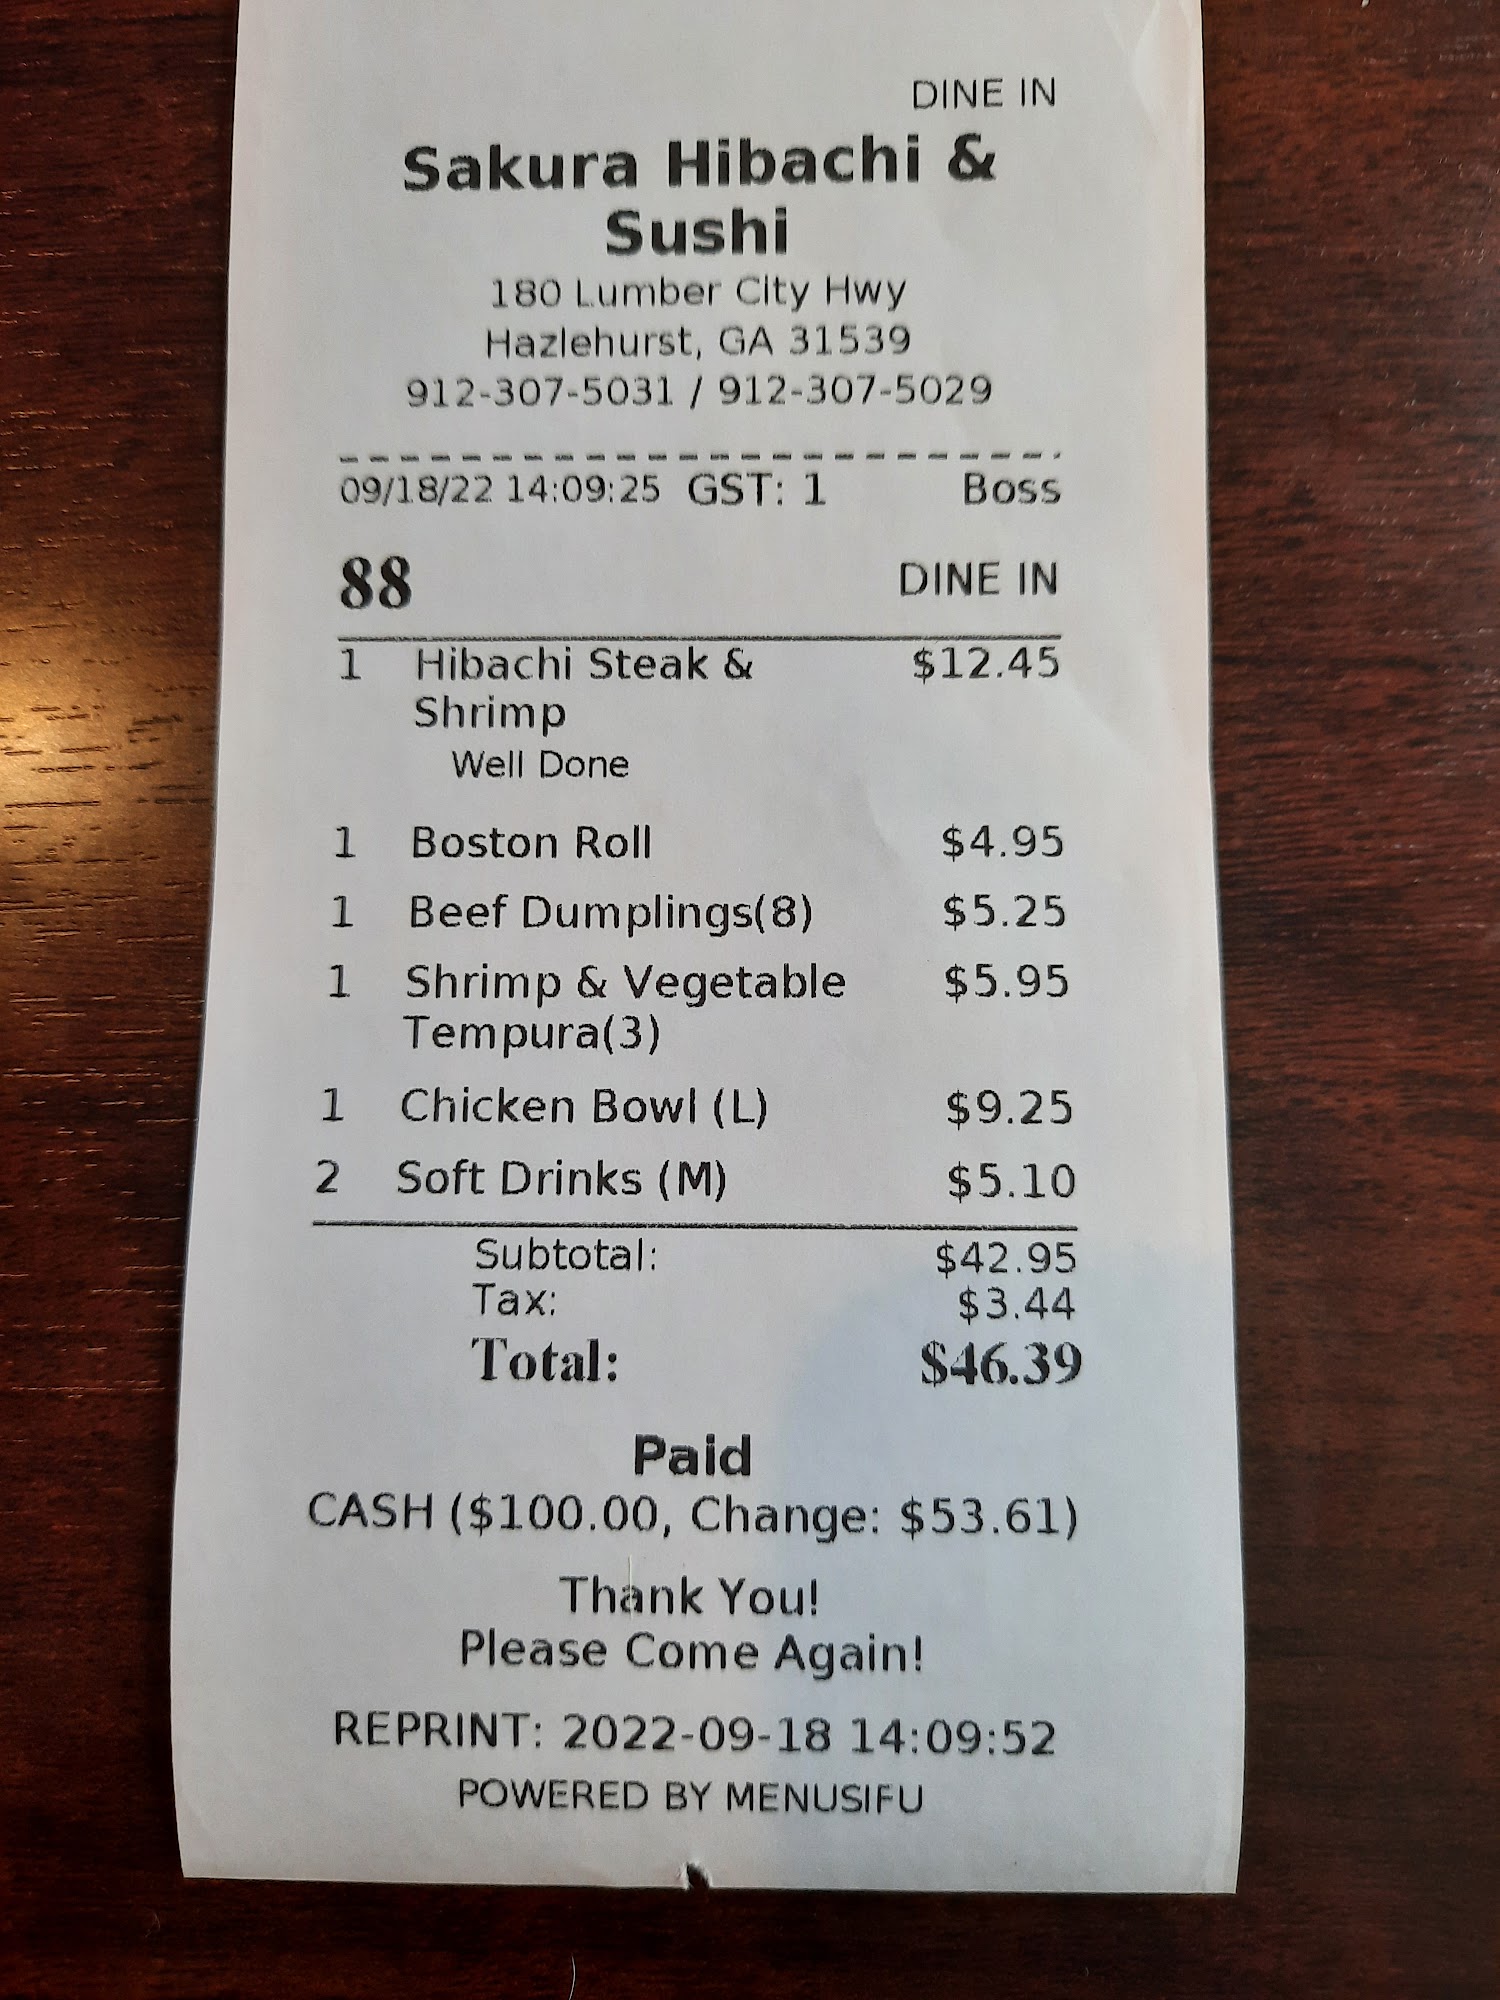 DINE IN
Sakura Hibachi &
Sushi
180 Lumber City Hwy
Hazlehurst, GA 31539
912-307-5031 / 912-307-5029
09/18/22 14:09:25 GST: 1 Boss
88 DINE IN
1 Hibachi Steak & $12.45
Shrimp
Well Done
1 Boston Roll $4.95
1 Beef Dumplings(8) $5.25
1 Shrimp & Vegetable $5.95
Tempura(3)
1 Chicken Bowl (L) $9.25
2 Soft Drinks (M) $5.10
Subtotal: $42.95
Tax: $3.44
Total: $46.39
Paid
CASH ($100.00, Change: $53.61)
Thank You!
Please Come Again!
REPRINT: 2022-09-18 14:09:52
POWERED BY MENUSIFU